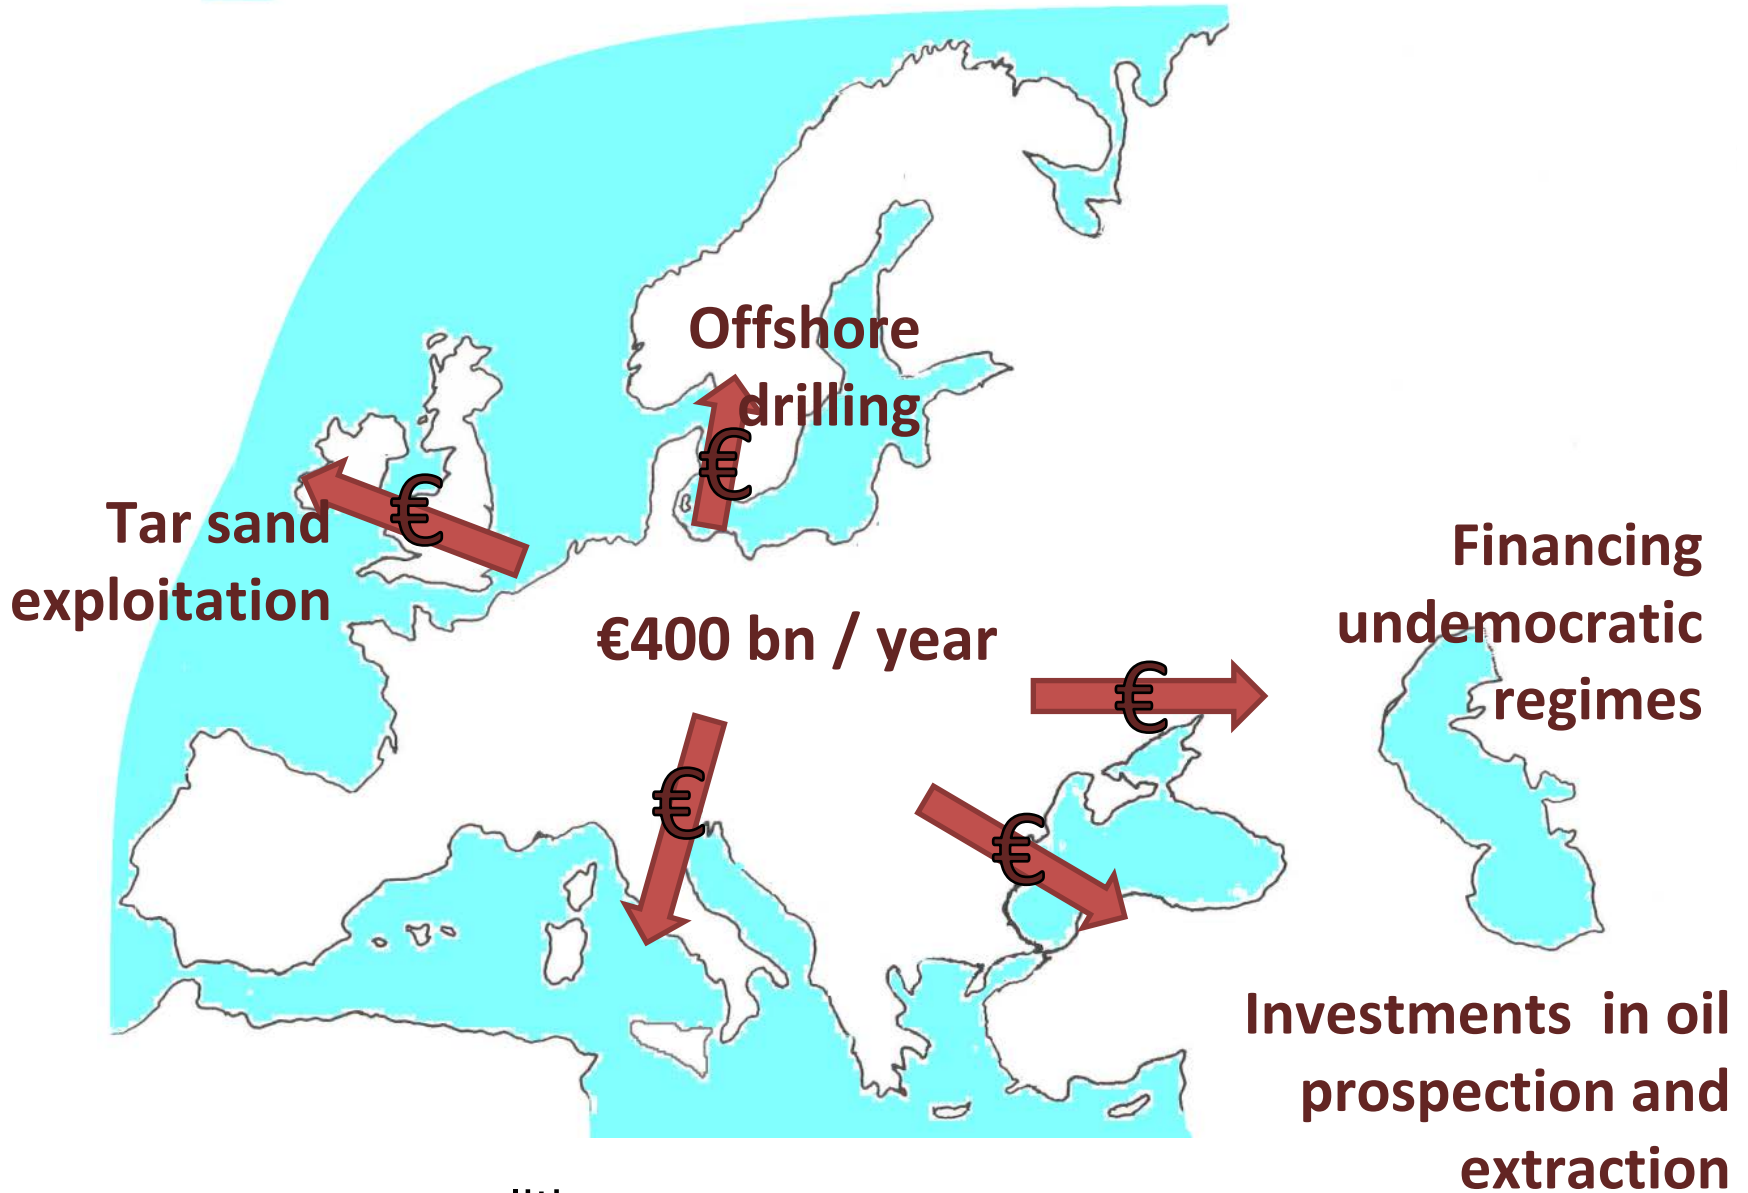 Offshore
drilling
€
€
Tar sand
exploitation
Financing
undemocratic
regimes
€400 bn / year
€
€
€
Investments in oil
prospection and
extraction